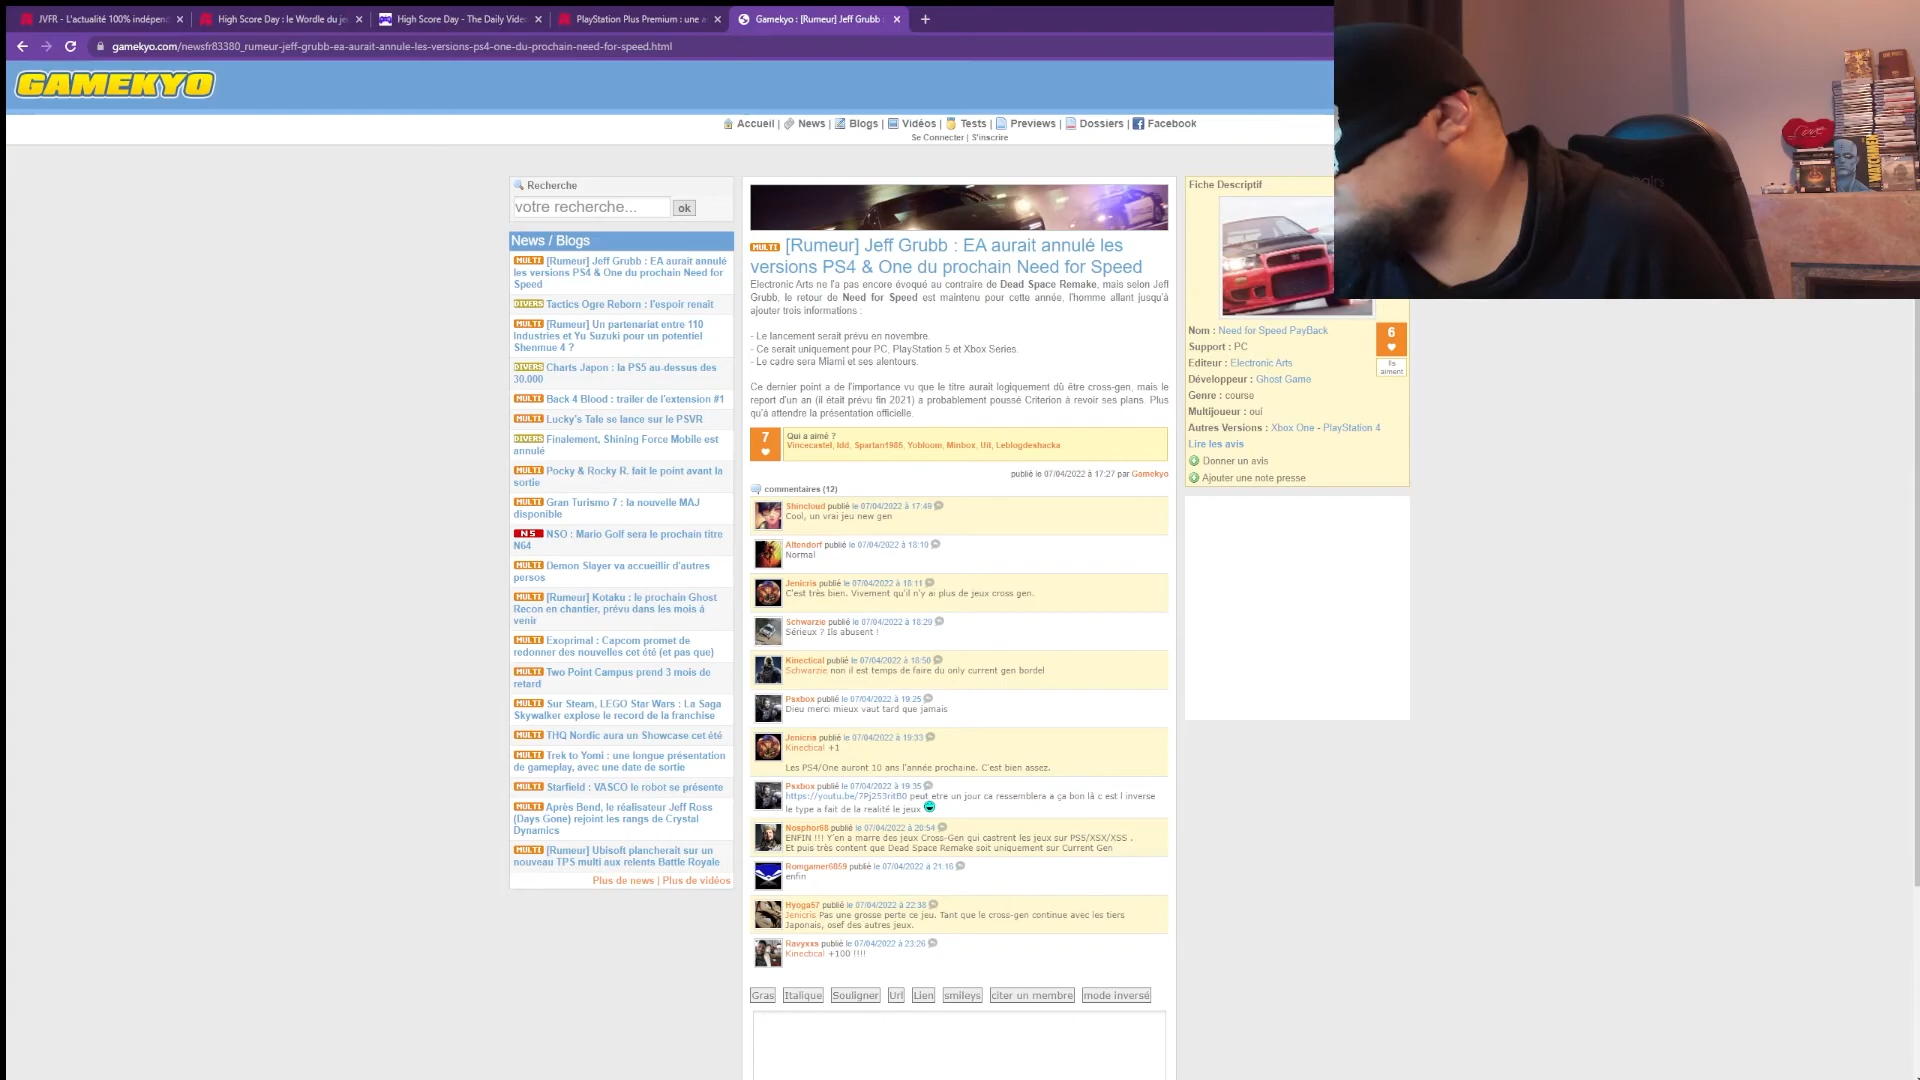 JVFR - L'actualité 100% indépen
High Score Day : le Wordle du je
High Score Day - The Daily Vide
PlayStation Plus Premium : une a
Gamekyo : [Rumeur] Jeff Grubb :
gamekyo.com/newsfr83380_rumeur-jeff-grubb-ea-aurait-annule-les-versions-ps4-one-du-prochain-need-for-speed.html
GAMEKYO
Accueil | News | Blogs | Vidéos | Tests | Previews | Dossiers | Facebook
Se Connecter | S'inscrire
Recherche
votre recherche... ok
News / Blogs
MULTI [Rumeur] Jeff Grubb : EA aurait annulé
les versions PS4 & One du prochain Need for
Speed
DIVERS Tactics Ogre Reborn : l'espoir renaît
MULTI [Rumeur] Un partenariat entre 110
Industries et Yu Suzuki pour un potentiel
Shenmue 4 ?
DIVERS Charts Japon : la PS5 au-dessus des
30.000
MULTI Back 4 Blood : trailer de l'extension #1
MULTI Lucky's Tale se lance sur le PSVR
DIVERS Finalement, Shining Force Mobile est
annulé
MULTI Pocky & Rocky R. fait le point avant la
sortie
MULTI Gran Turismo 7 : la nouvelle MAJ
disponible
NS NSO : Mario Golf sera le prochain titre
N64
MULTI Demon Slayer va accueillir d'autres
persos
MULTI [Rumeur] Kotaku : le prochain Ghost
Recon en chantier, prévu dans les mois à
venir
MULTI Exoprimal : Capcom promet de
redonner des nouvelles cet été (et pas que)
MULTI Two Point Campus prend 3 mois de
retard
MULTI Sur Steam, LEGO Star Wars : La Saga
Skywalker explose le record de la franchise
MULTI THQ Nordic aura un Showcase cet été
MULTI Trek to Yomi : une longue présentation
de gameplay, avec une date de sortie
MULTI Starfield : VASCO le robot se présente
MULTI Après Bend, le réalisateur Jeff Ross
(Days Gone) rejoint les rangs de Crystal
Dynamics
MULTI [Rumeur] Ubisoft plancherait sur un
nouveau TPS multi aux relents Battle Royale
Plus de news | Plus de vidéos
MULTI [Rumeur] Jeff Grubb : EA aurait annulé les
versions PS4 & One du prochain Need for Speed
Electronic Arts ne l'a pas encore évoqué au contraire de Dead Space Remake, mais selon Jeff
Grubb, le retour de Need for Speed est maintenu pour cette année, l'homme allant jusqu'à
ajouter trois informations :
- Le lancement serait prévu en novembre.
- Ce serait uniquement pour PC, PlayStation 5 et Xbox Series.
- Le cadre sera Miami et ses alentours.
Ce dernier point a de l'importance vu que le titre aurait logiquement dû être cross-gen, mais le
report d'un an (il était prévu fin 2021) a probablement poussé Criterion à revoir ses plans. Plus
qu'à attendre la présentation officielle.
7
Qui a aimé ?
Vincecastel, Idd, Spartan1985, Yobloom, Minbox, Uit, Leblogdeshacka
publié le 07/04/2022 à 17:27 par Gamekyo
commentaires (12)
Shincloud publié le 07/04/2022 à 17:49
Cool, un vrai jeu new gen
Altendorf publié le 07/04/2022 à 18:10
Normal
Jenicris publié le 07/04/2022 à 18:11
C'est très bien. Vivement qu'il n'y ai plus de jeux cross gen.
Schwarzie publié le 07/04/2022 à 18:29
Sérieux ? Ils abusent !
Kinectical publié le 07/04/2022 à 18:50
Schwarzie non il est temps de faire du only current gen bordel
Psxbox publié le 07/04/2022 à 19:25
Dieu merci mieux vaut tard que jamais
Jenicris publié le 07/04/2022 à 19:33
Kinectical +1
Les PS4/One auront 10 ans l'année prochaine. C'est bien assez.
Psxbox publié le 07/04/2022 à 19:35
https://youtu.be/7Pj253ritB0 peut etre un jour ca ressemblera a ça bon là c est l inverse
le type a fait de la realité le jeux
Nosphor68 publié le 07/04/2022 à 20:54
ENFIN !!! Y'en a marre des jeux Cross-Gen qui castrent les jeux sur PS5/XSX/XSS .
Et puis très content que Dead Space Remake soit uniquement sur Current Gen
Romgamer6859 publié le 07/04/2022 à 21:16
enfin
Hyoga57 publié le 07/04/2022 à 22:38
Jenicris Pas une grosse perte ce jeu. Tant que le cross-gen continue avec les tiers
Japonais, osef des autres jeux.
Ravyxxs publié le 07/04/2022 à 23:26
Kinectical +100 !!!!
Gras Italique Souligner Url Lien smileys citer un membre mode inversé
Fiche Descriptif
Nom : Need for Speed PayBack
Support : PC
Editeur : Electronic Arts
Développeur : Ghost Game
Genre : course
Multijoueur : oui
Autres Versions : Xbox One - PlayStation 4
Lire les avis
Donner un avis
Ajouter une note presse
6
Ils
aiment
Love
WATCHMEN